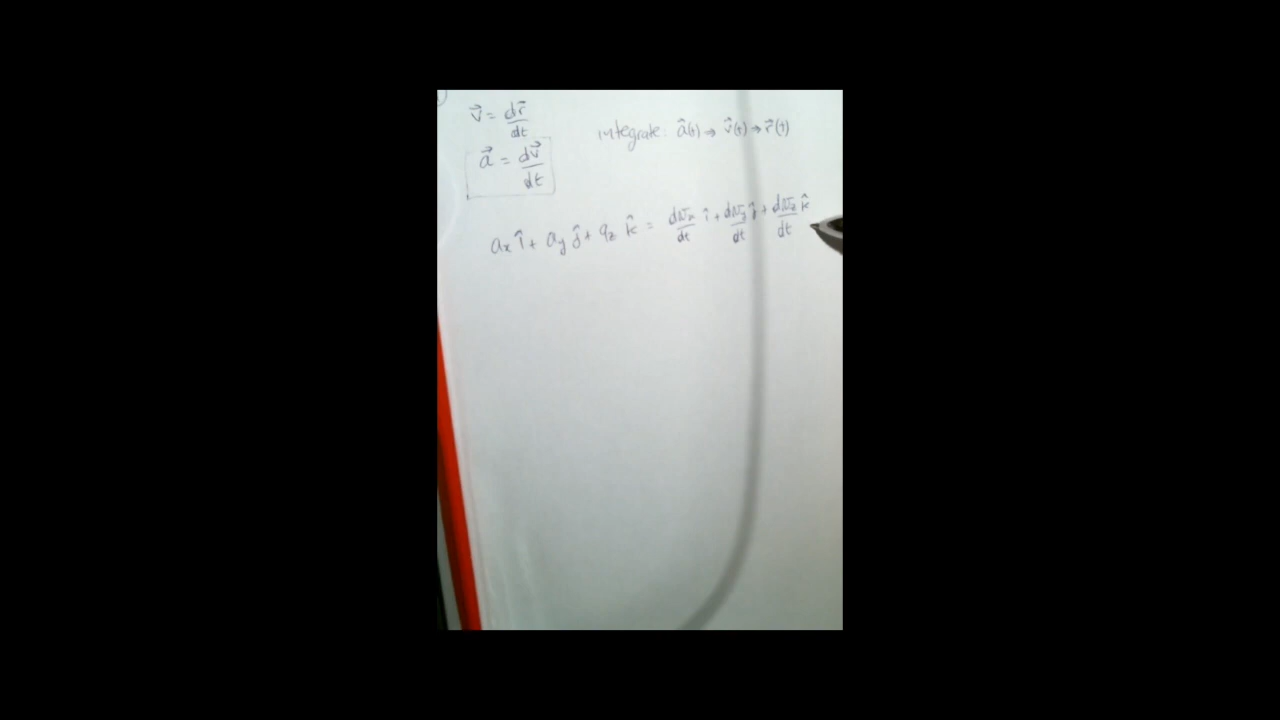 v⃗ = dr⃗/dt
integrate: a⃗(t) ⇒ v⃗(t) ⇒ r⃗(t)
a⃗ = dv⃗/dt
aₓ î + a_y ĵ + a_z k̂ = dvₓ/dt î + dv_y/dt ĵ + dv_z/dt k̂